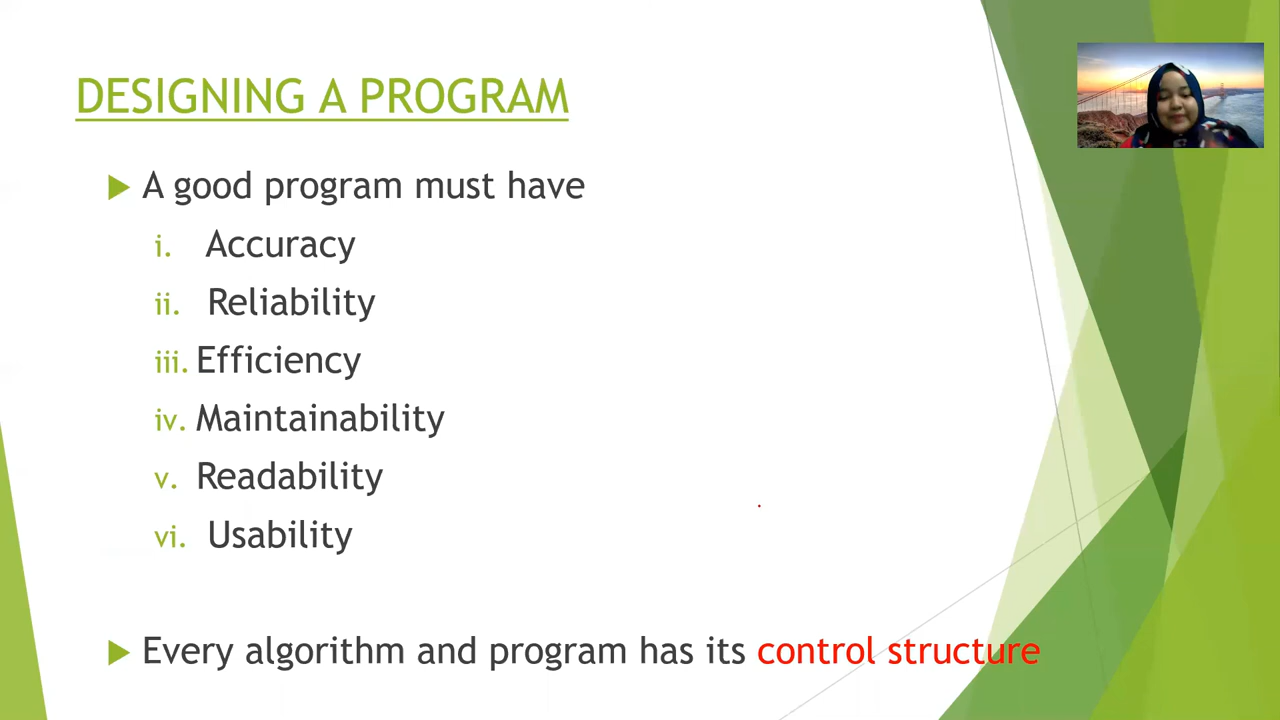 DESIGNING A PROGRAM
A good program must have
i. Accuracy
ii. Reliability
iii. Efficiency
iv. Maintainability
v. Readability
vi. Usability
Every algorithm and program has its control structure